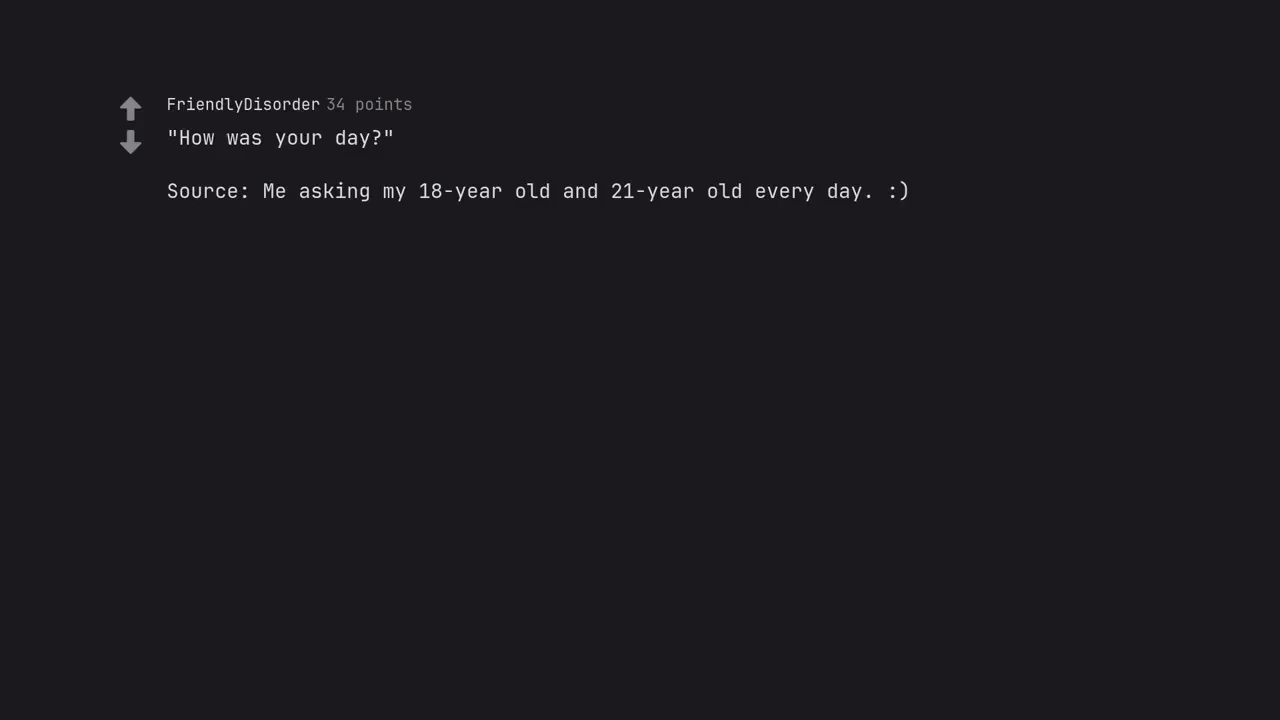 FriendlyDisorder 34 points
"How was your day?"
Source: Me asking my 18-year old and 21-year old every day. :)